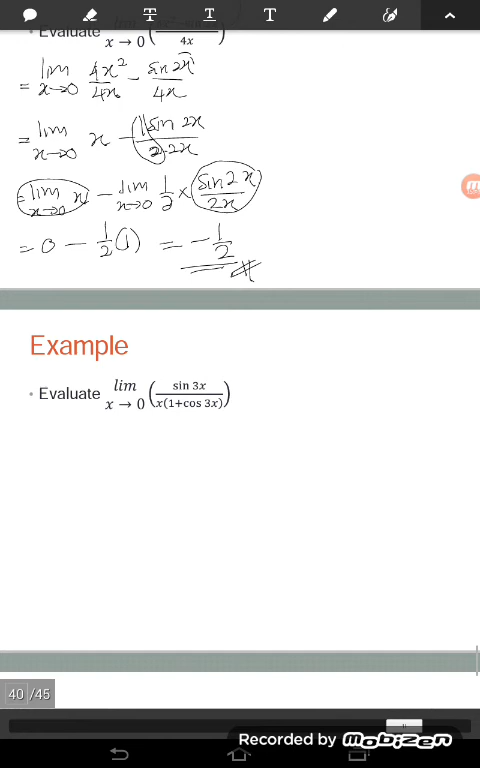 • Evaluate lim x → 0 ( / 4x )
= lim x→0 4x²/4x - sin 2x/4x
= lim x→0 x - 1 sin 2x/2·2x
= lim x→0 x - lim x→0 1/2 × sin 2x/2x
= 0 - 1/2 (1) = -1/2 #
Example
• Evaluate lim x → 0 ( sin 3x / x(1+cos 3x) )
40 /45
Recorded by mobizen